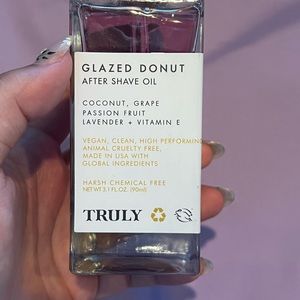 GLAZED DONUT
AFTER SHAVE OIL
COCONUT, GRAPE
PASSION FRUIT
LAVENDER + VITAMIN E
VEGAN, CLEAN, HIGH PERFORMING
ANIMAL CRUELTY FREE,
MADE IN USA WITH
GLOBAL INGREDIENTS
HARSH CHEMICAL FREE
NET WT 3.1 FL. OZ. (90ml)
TRULY